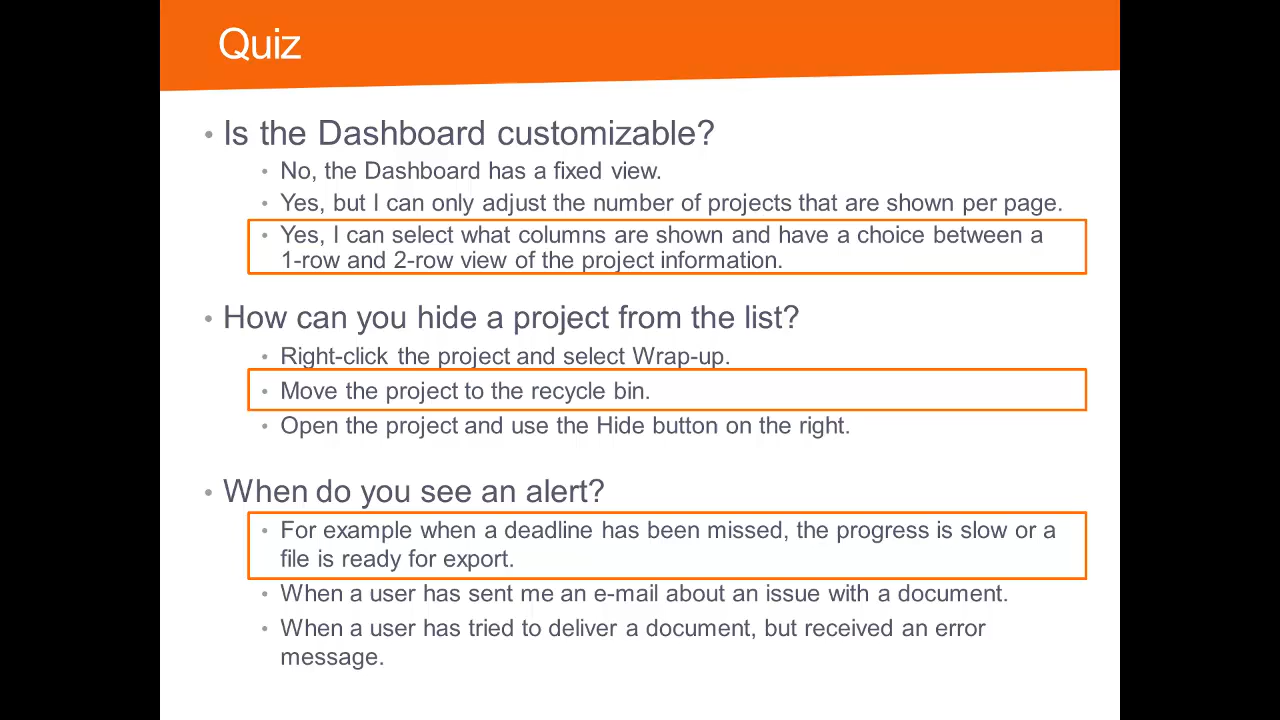 Quiz
• Is the Dashboard customizable?
• No, the Dashboard has a fixed view.
• Yes, but I can only adjust the number of projects that are shown per page.
• Yes, I can select what columns are shown and have a choice between a
1-row and 2-row view of the project information.
• How can you hide a project from the list?
• Right-click the project and select Wrap-up.
• Move the project to the recycle bin.
• Open the project and use the Hide button on the right.
• When do you see an alert?
• For example when a deadline has been missed, the progress is slow or a
file is ready for export.
• When a user has sent me an e-mail about an issue with a document.
• When a user has tried to deliver a document, but received an error
message.